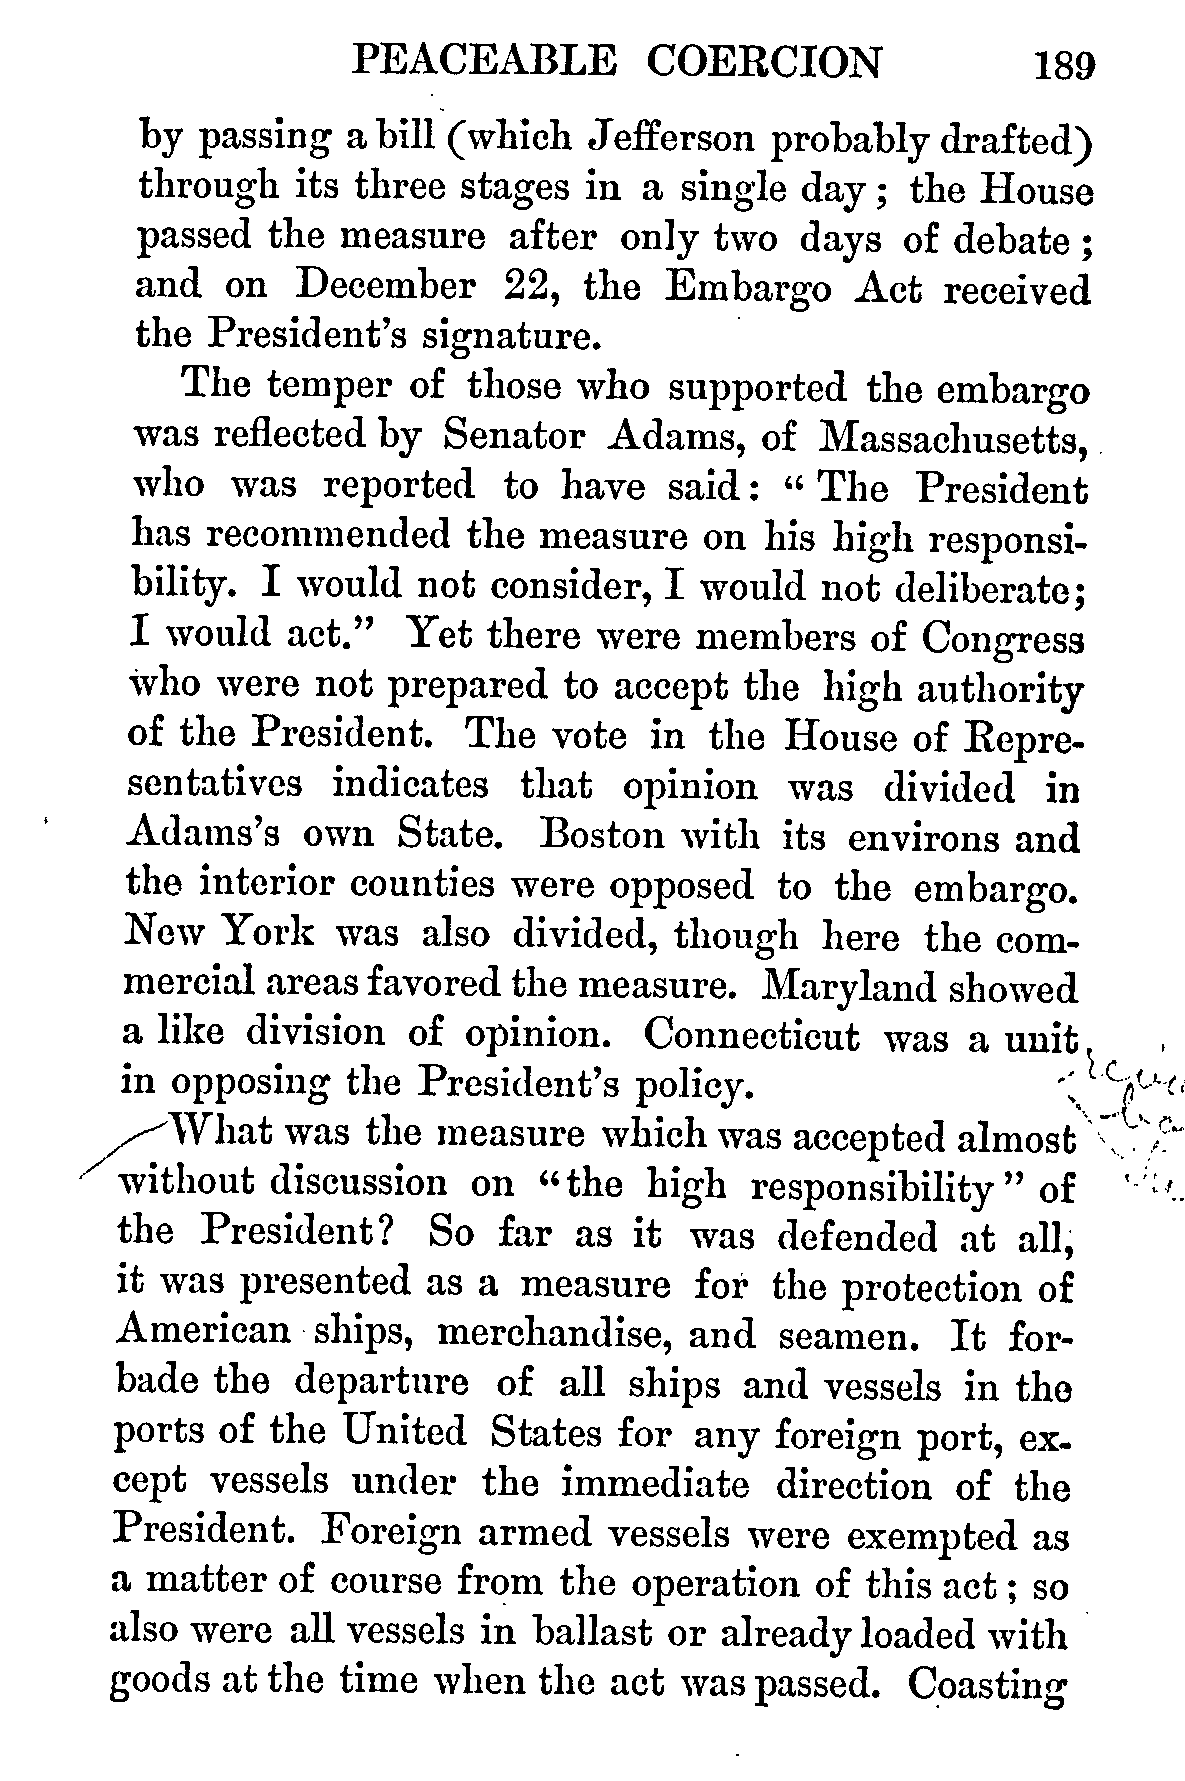 PEACEABLE COERCION 189
by passing a bill (which Jefferson probably drafted)
through its three stages in a single day; the House
passed the measure after only two days of debate;
and on December 22, the Embargo Act received
the President's signature.
The temper of those who supported the embargo
was reflected by Senator Adams, of Massachusetts,
who was reported to have said: "The President
has recommended the measure on his high responsi-
bility. I would not consider, I would not deliberate;
I would act." Yet there were members of Congress
who were not prepared to accept the high authority
of the President. The vote in the House of Repre-
sentatives indicates that opinion was divided in
Adams's own State. Boston with its environs and
the interior counties were opposed to the embargo.
New York was also divided, though here the com-
mercial areas favored the measure. Maryland showed
a like division of opinion. Connecticut was a unit
in opposing the President's policy.
What was the measure which was accepted almost
without discussion on "the high responsibility" of
the President? So far as it was defended at all,
it was presented as a measure for the protection of
American ships, merchandise, and seamen. It for-
bade the departure of all ships and vessels in the
ports of the United States for any foreign port, ex-
cept vessels under the immediate direction of the
President. Foreign armed vessels were exempted as
a matter of course from the operation of this act; so
also were all vessels in ballast or already loaded with
goods at the time when the act was passed. Coasting